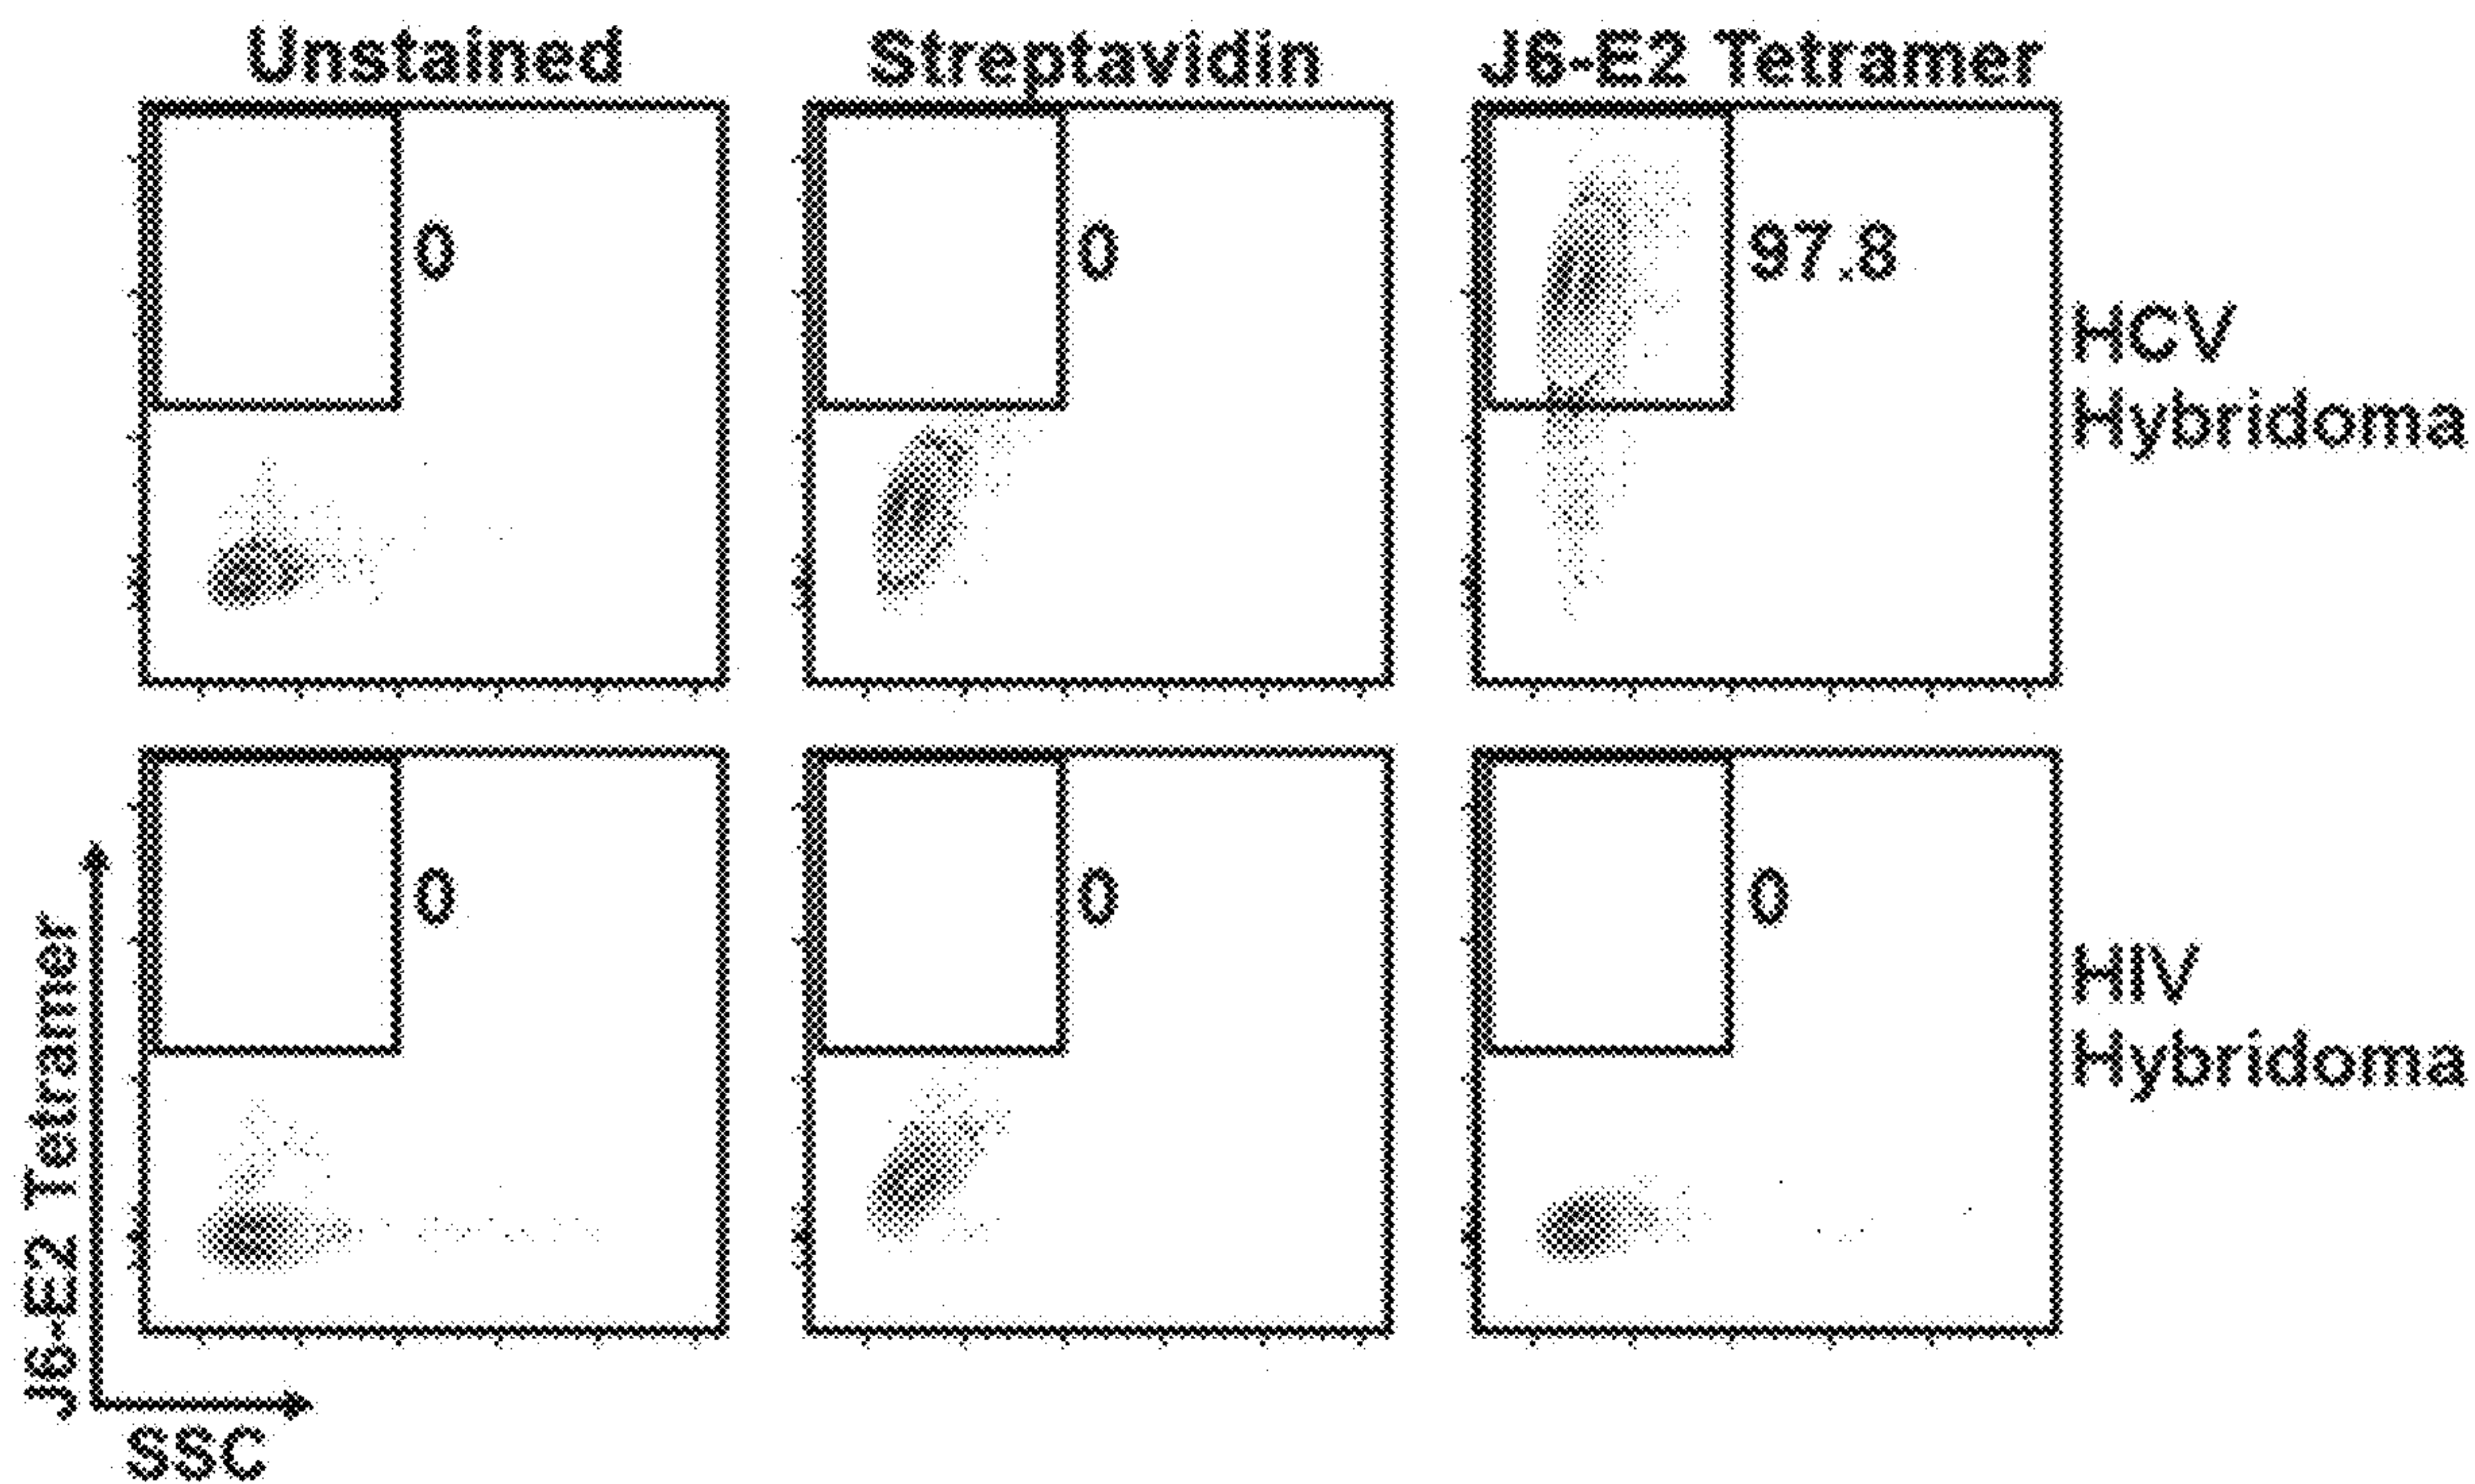 Unstained
Streptavidin
J6-E2 Tetramer
0
0
97.8
HCV
Hybridoma
0
0
0
HIV
Hybridoma
J6-E2 Tetramer
SSC